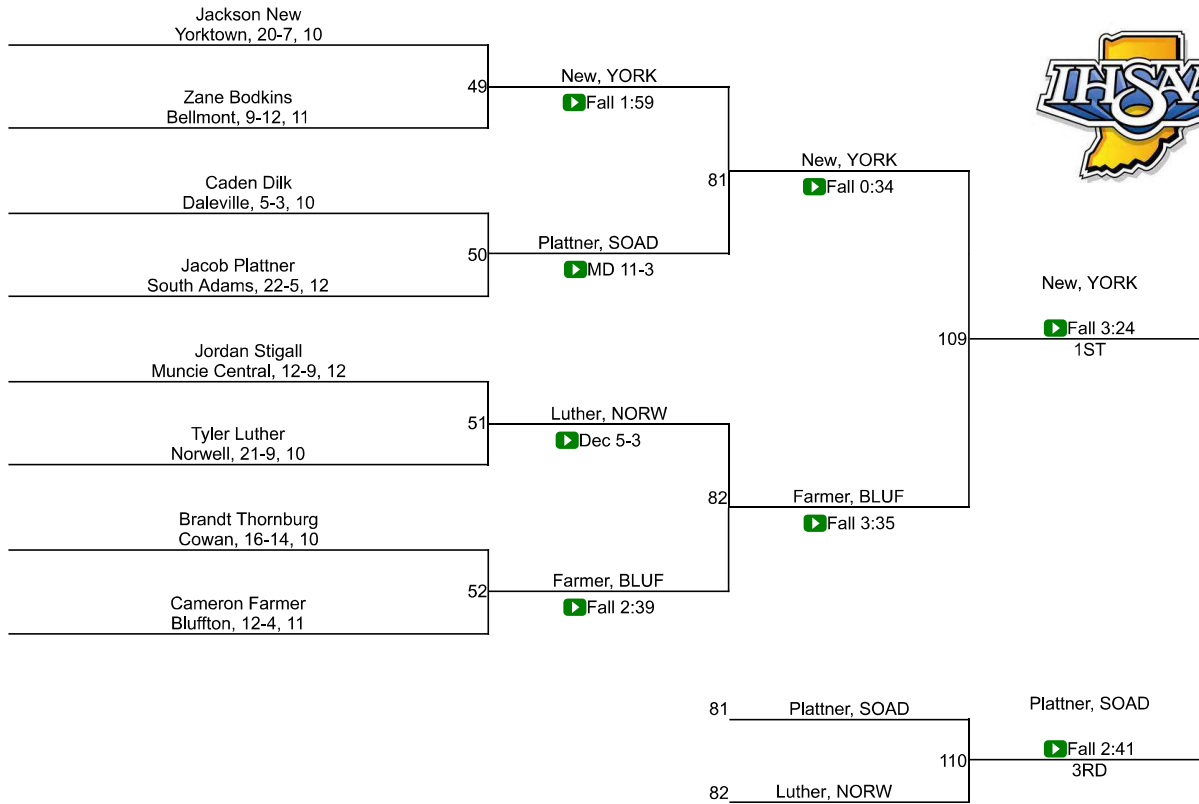 Jackson New
Yorktown, 20-7, 10
49
New, YORK
Fall 1:59
Zane Bodkins
Bellmont, 9-12, 11
IHSAA
81
New, YORK
Fall 0:34
Caden Dilk
Daleville, 5-3, 10
50
Plattner, SOAD
MD 11-3
Jacob Plattner
South Adams, 22-5, 12
109
New, YORK
Fall 3:24
1ST
Jordan Stigall
Muncie Central, 12-9, 12
51
Luther, NORW
Dec 5-3
Tyler Luther
Norwell, 21-9, 10
82
Farmer, BLUF
Fall 3:35
Brandt Thornburg
Cowan, 16-14, 10
52
Farmer, BLUF
Fall 2:39
Cameron Farmer
Bluffton, 12-4, 11
81
Plattner, SOAD
110
Plattner, SOAD
Fall 2:41
3RD
82
Luther, NORW